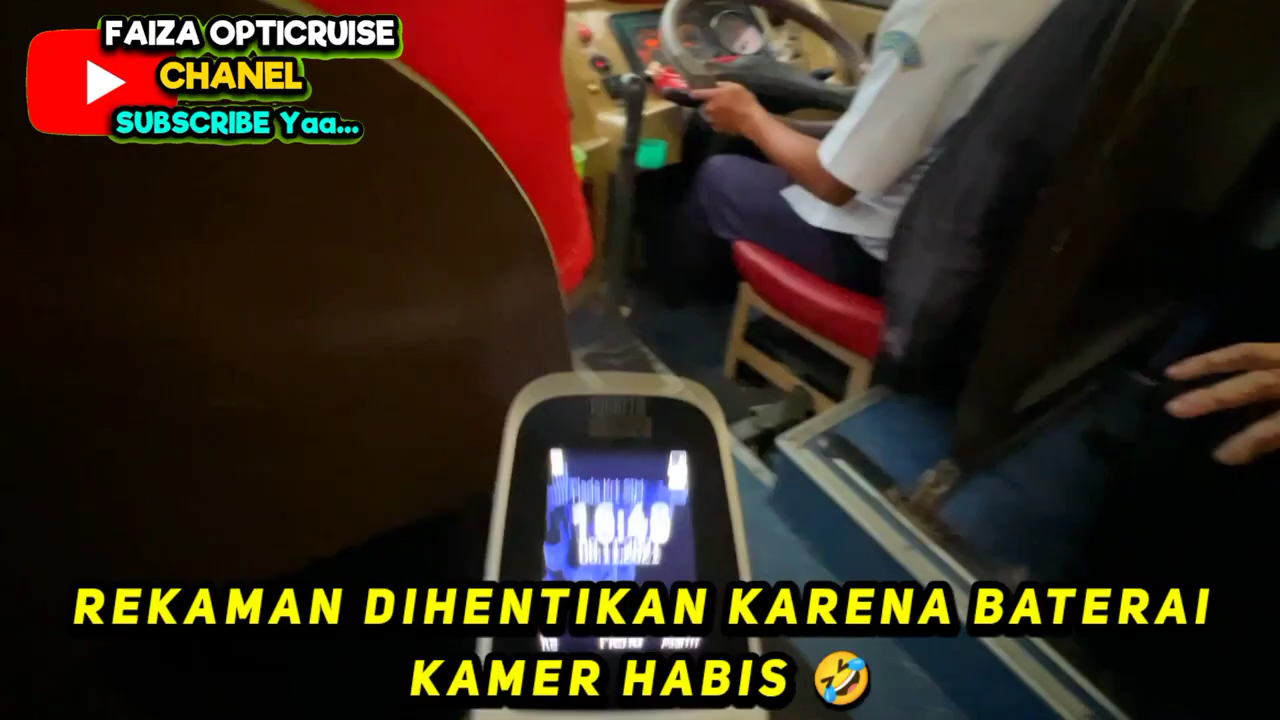 FAIZA OPTICRUISE
CHANEL
SUBSCRIBE Yaa...
REKAMAN DIHENTIKAN KARENA BATERAI
KAMER HABIS 🤣